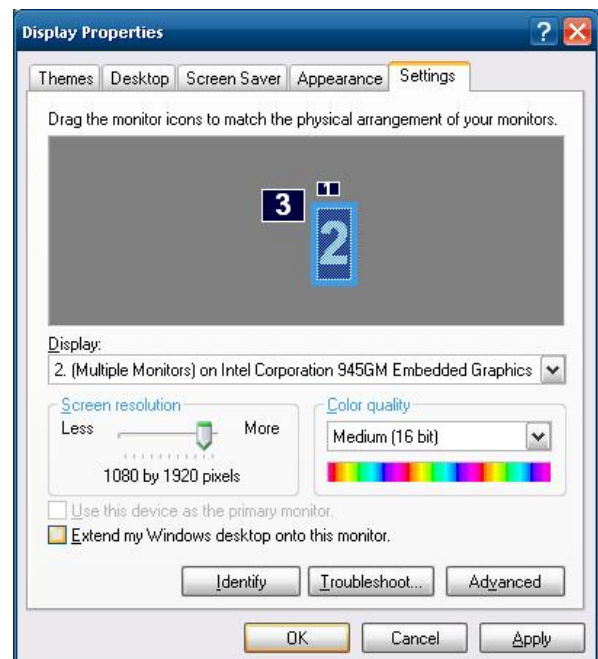 Display Properties
Themes Desktop Screen Saver Appearance Settings
Drag the monitor icons to match the physical arrangement of your monitors.
1
3
2
Display:
2. (Multiple Monitors) on Intel Corporation 945GM Embedded Graphics
Screen resolution
Less More
1080 by 1920 pixels
Color quality
Medium (16 bit)
Use this device as the primary monitor.
Extend my Windows desktop onto this monitor.
Identify Troubleshoot... Advanced
OK Cancel Apply